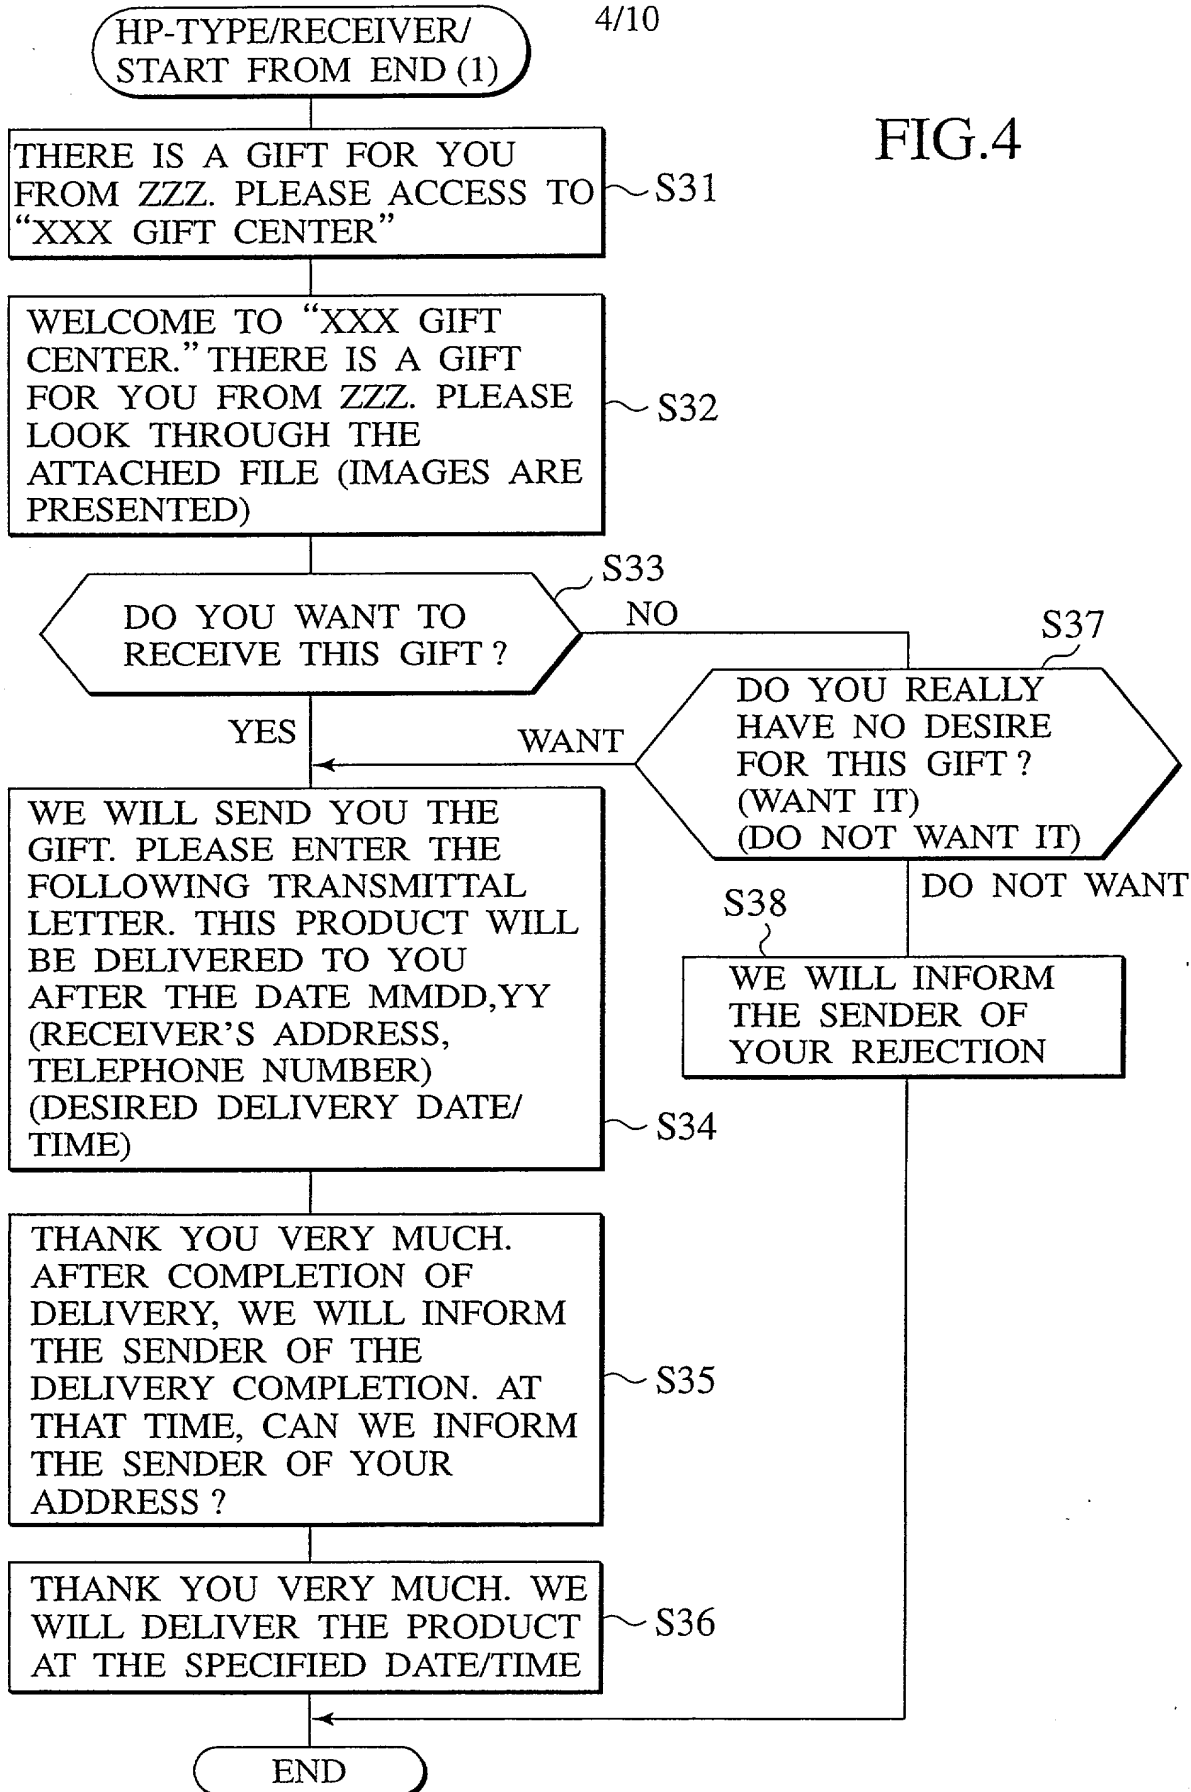 4/10
HP-TYPE/RECEIVER/
START FROM END (1)
FIG.4
THERE IS A GIFT FOR YOU
FROM ZZZ. PLEASE ACCESS TO
“XXX GIFT CENTER”
S31
WELCOME TO “XXX GIFT
CENTER.” THERE IS A GIFT
FOR YOU FROM ZZZ. PLEASE
LOOK THROUGH THE
ATTACHED FILE (IMAGES ARE
PRESENTED)
S32
DO YOU WANT TO
RECEIVE THIS GIFT ?
S33
NO
YES
S37
DO YOU REALLY
HAVE NO DESIRE
FOR THIS GIFT ?
(WANT IT)
(DO NOT WANT IT)
WANT
DO NOT WANT
WE WILL SEND YOU THE
GIFT. PLEASE ENTER THE
FOLLOWING TRANSMITTAL
LETTER. THIS PRODUCT WILL
BE DELIVERED TO YOU
AFTER THE DATE MMDD,YY
(RECEIVER’S ADDRESS,
TELEPHONE NUMBER)
(DESIRED DELIVERY DATE/
TIME)
S34
S38
WE WILL INFORM
THE SENDER OF
YOUR REJECTION
THANK YOU VERY MUCH.
AFTER COMPLETION OF
DELIVERY, WE WILL INFORM
THE SENDER OF THE
DELIVERY COMPLETION. AT
THAT TIME, CAN WE INFORM
THE SENDER OF YOUR
ADDRESS ?
S35
THANK YOU VERY MUCH. WE
WILL DELIVER THE PRODUCT
AT THE SPECIFIED DATE/TIME
S36
END